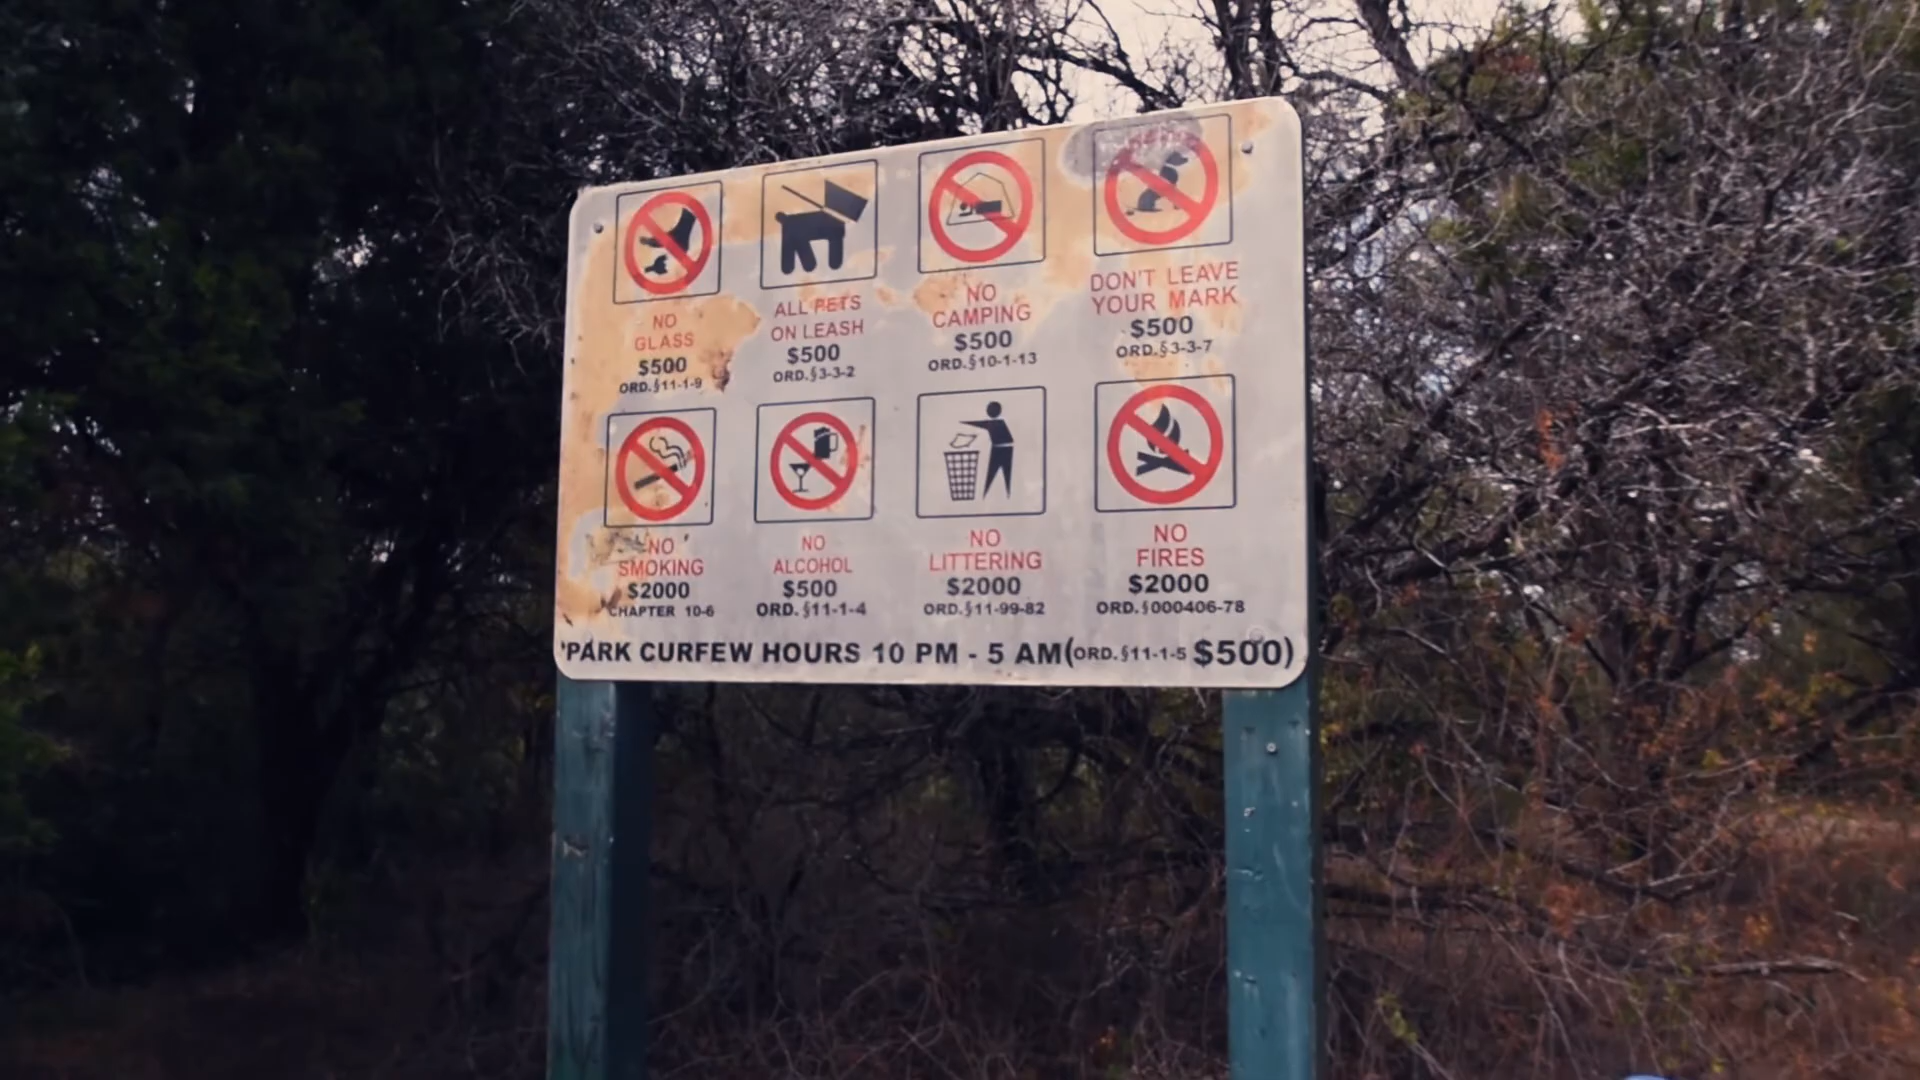 NO
GLASS
$500
ORD.§11-1-9
ALL PETS
ON LEASH
$500
ORD.§3-3-2
NO
CAMPING
$500
ORD.§10-1-13
DON'T LEAVE
YOUR MARK
$500
ORD.§3-3-7
NO
SMOKING
$2000
CHAPTER 10-6
NO
ALCOHOL
$500
ORD. §11-1-4
NO
LITTERING
$2000
ORD.§11-99-82
NO
FIRES
$2000
ORD.§000406-78
PARK CURFEW HOURS 10 PM - 5 AM(ORD.§11-1-5 $500)